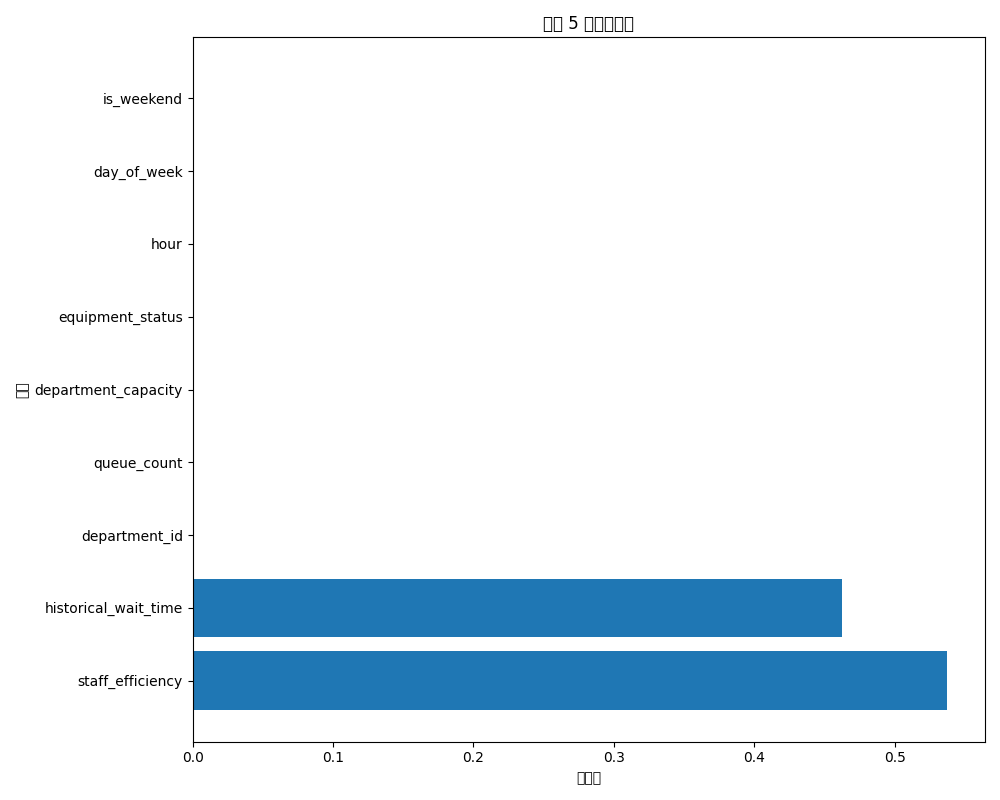 5
is_weekend
day_of_week
hour
equipment_status
department_capacity
queue_count
department_id
historical_wait_time
staff_efficiency
0.0 0.1 0.2 0.3 0.4 0.5